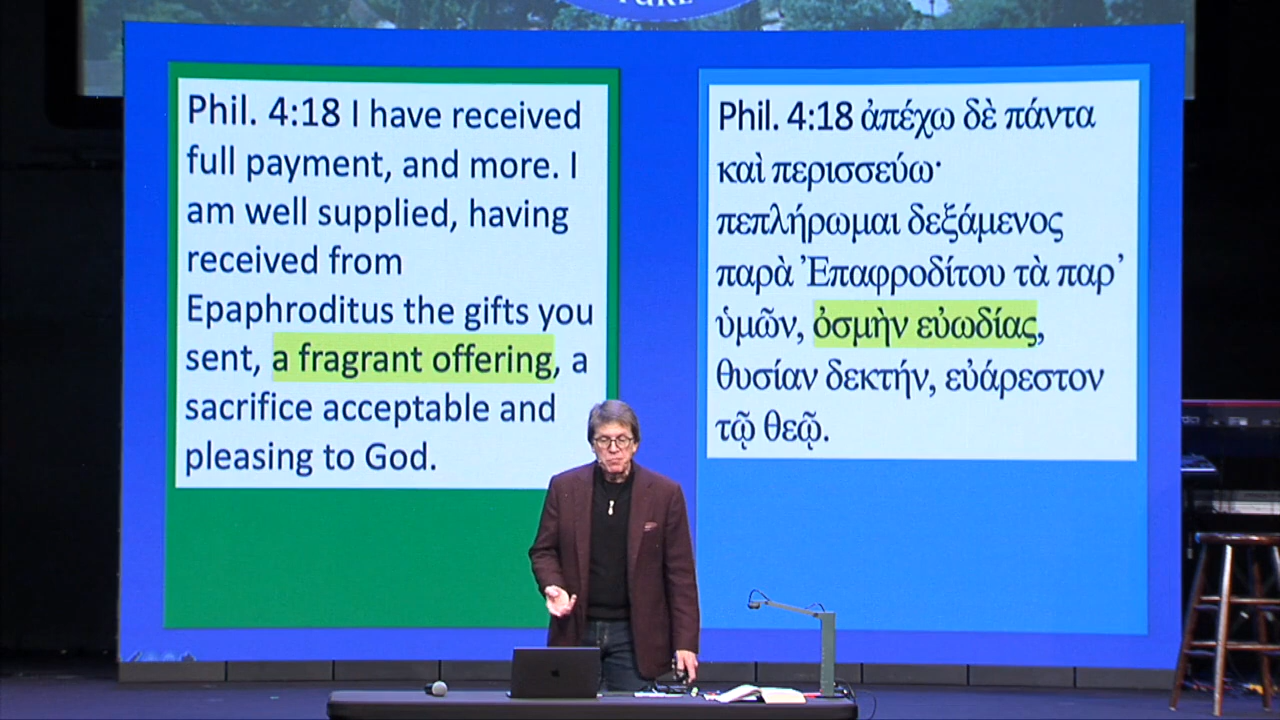 Phil. 4:18 I have received
full payment, and more. I
am well supplied, having
received from
Epaphroditus the gifts you
sent, a fragrant offering, a
sacrifice acceptable and
pleasing to God.
Phil. 4:18 ἀπέχω δὲ πάντα
καὶ περισσεύω·
πεπλήρωμαι δεξάμενος
παρὰ Ἐπαφροδίτου τὰ παρ’
ὑμῶν, ὀσμὴν εὐωδίας,
θυσίαν δεκτήν, εὐάρεστον
τῷ θεῷ.